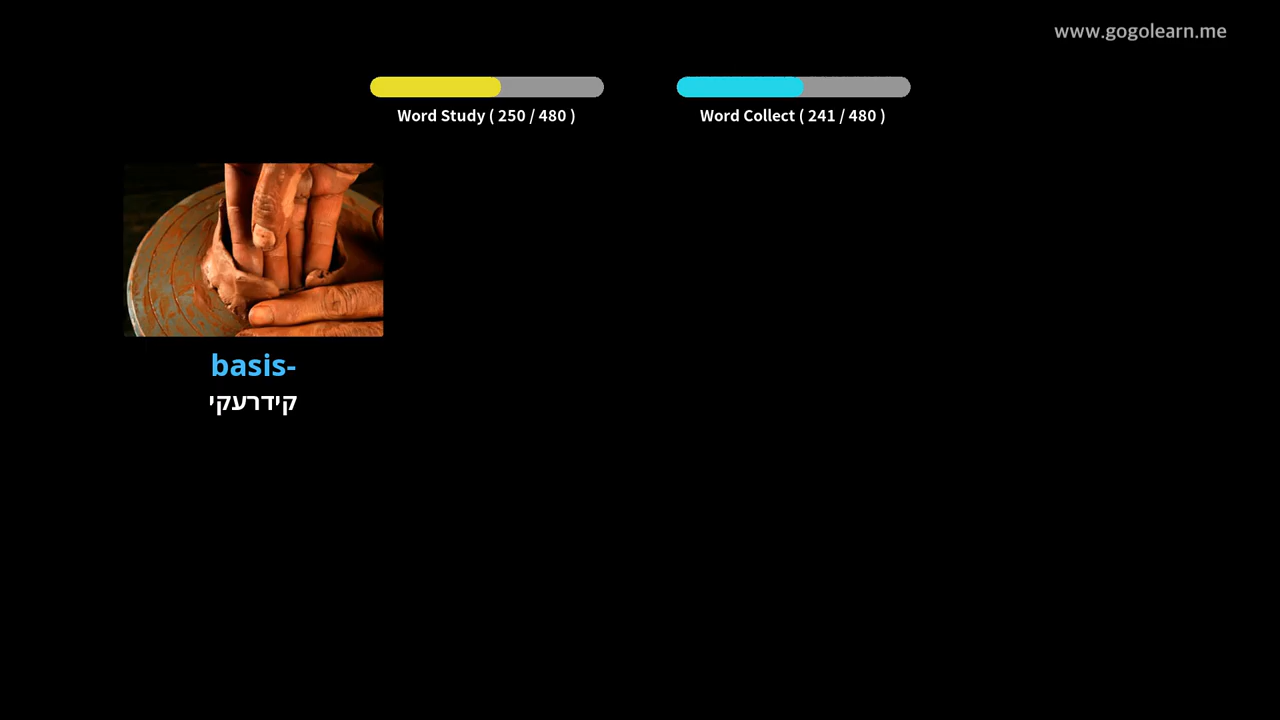 www.gogolearn.me
Word Study ( 250 / 480 )
Word Collect ( 241 / 480 )
basis-
קידרעקי